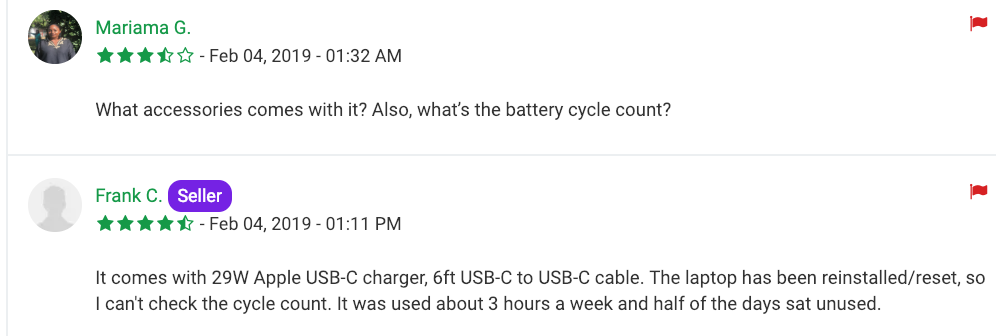 Mariama G.
- Feb 04, 2019 - 01:32 AM
What accessories comes with it? Also, what’s the battery cycle count?
Frank C. Seller
- Feb 04, 2019 - 01:11 PM
It comes with 29W Apple USB-C charger, 6ft USB-C to USB-C cable. The laptop has been reinstalled/reset, so
I can't check the cycle count. It was used about 3 hours a week and half of the days sat unused.